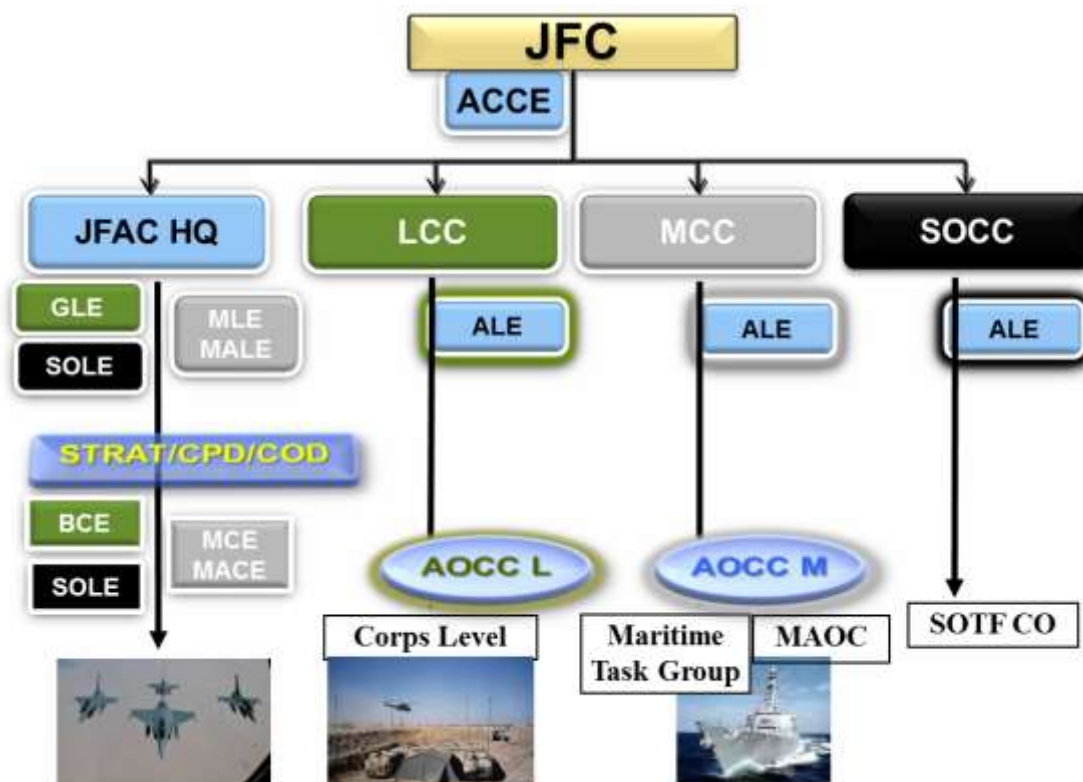 JFC
ACCE
JFAC HQ
LCC
MCC
SOCC
GLE
MLE
MALE
SOLE
ALE
ALE
ALE
STRAT/CPD/COD
BCE
MCE
MACE
SOLE
AOCC L
AOCC M
Corps Level
Maritime
Task Group
MAOC
SOTF CO